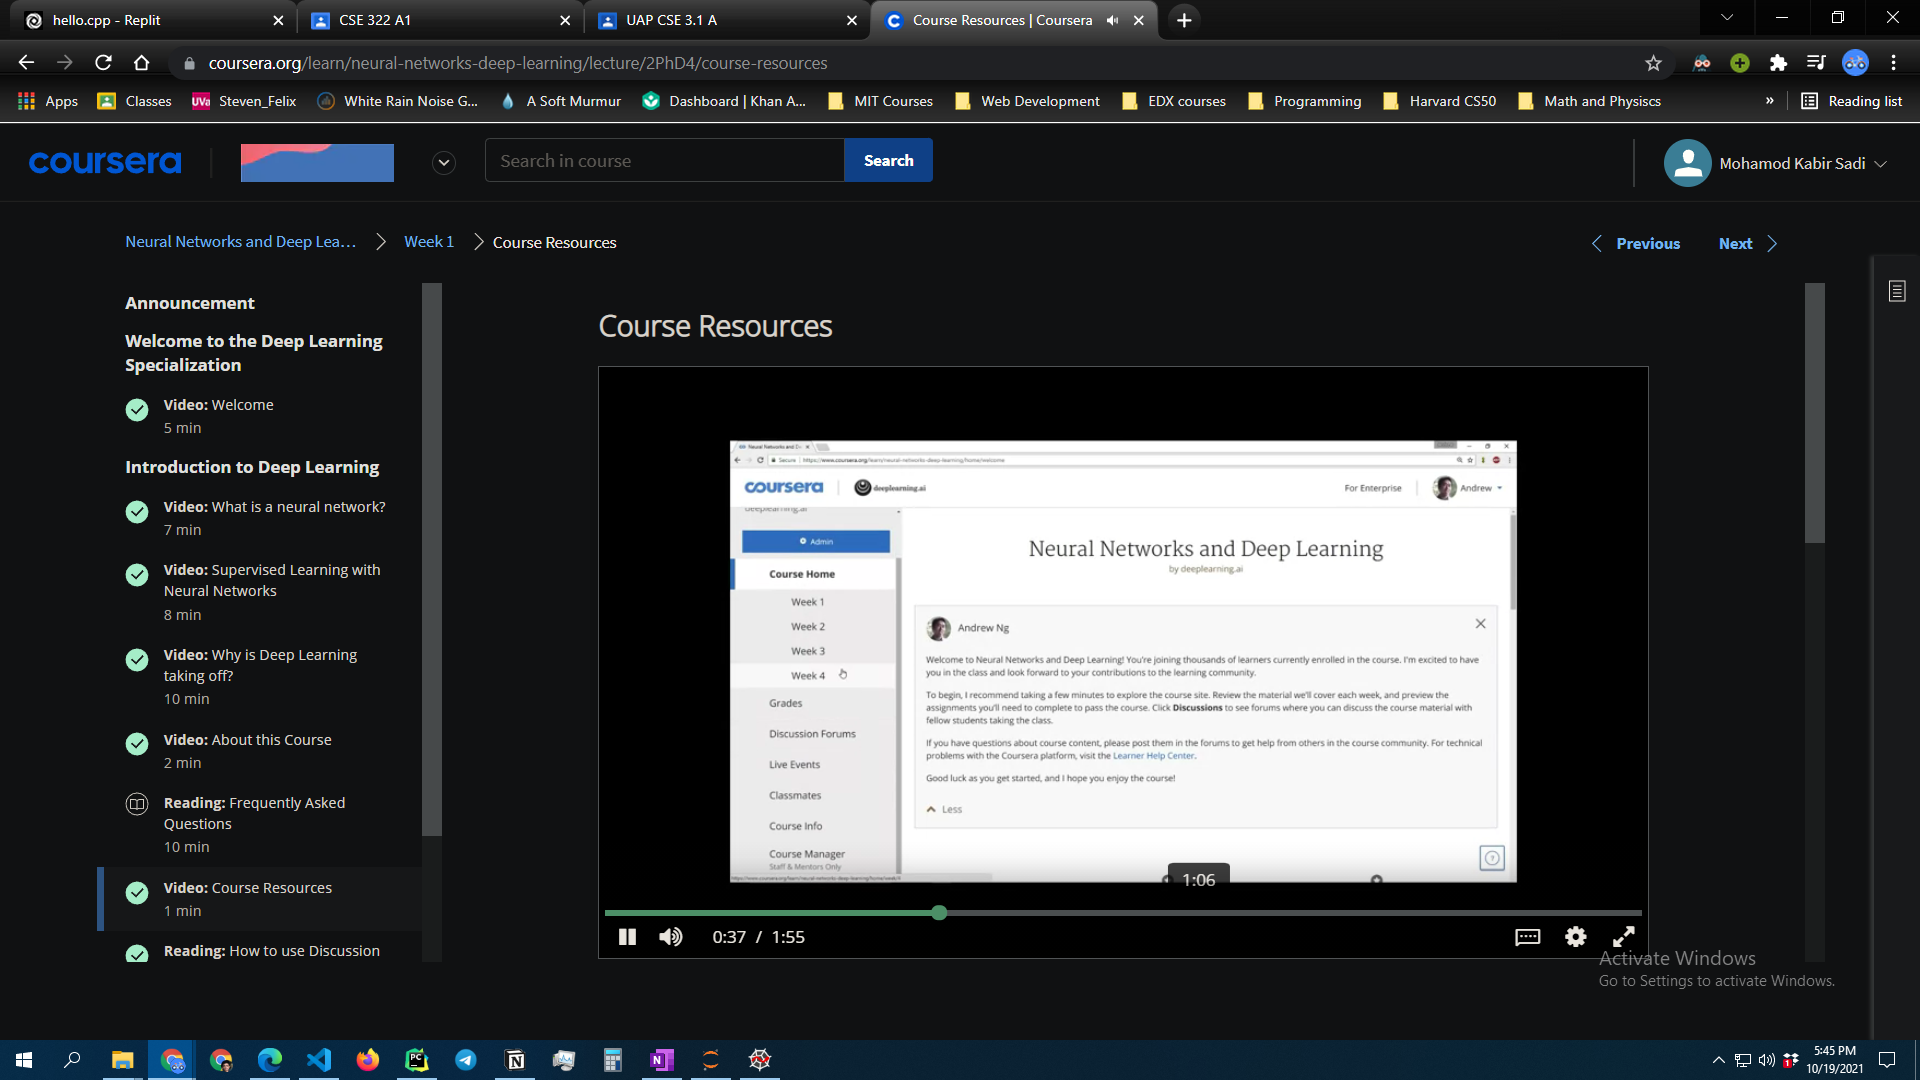 hello.cpp - Replit
CSE 322 A1
UAP CSE 3.1 A
Course Resources | Coursera
coursera.org/learn/neural-networks-deep-learning/lecture/2PhD4/course-resources
Apps
Classes
UVa Steven_Felix
White Rain Noise G...
A Soft Murmur
Dashboard | Khan A...
MIT Courses
Web Development
EDX courses
Programming
Harvard CS50
Math and Physiscs
»
Reading list
coursera
Search in course
Search
Mohamod Kabir Sadi
Neural Networks and Deep Lea...
Week 1
Course Resources
Previous
Next
Announcement
Welcome to the Deep Learning
Specialization
Video: Welcome
5 min
Introduction to Deep Learning
Video: What is a neural network?
7 min
Video: Supervised Learning with
Neural Networks
8 min
Video: Why is Deep Learning
taking off?
10 min
Video: About this Course
2 min
Reading: Frequently Asked
Questions
10 min
Video: Course Resources
1 min
Reading: How to use Discussion
Course Resources
Secure
https://www.coursera.org/learn/neural-networks-deep-learning/home/welcome
coursera
deeplearning.ai
For Enterprise
Andrew
deeplearning.ai
Admin
Course Home
Week 1
Week 2
Week 3
Week 4
Grades
Discussion Forums
Live Events
Classmates
Course Info
Course Manager
Staff & Mentors Only
Neural Networks and Deep Learning
by deeplearning.ai
Andrew Ng
Welcome to Neural Networks and Deep Learning! You're joining thousands of learners currently enrolled in the course. I'm excited to have
you in the class and look forward to your contributions to the learning community.
To begin, I recommend taking a few minutes to explore the course site. Review the material we'll cover each week, and preview the
assignments you'll need to complete to pass the course. Click Discussions to see forums where you can discuss the course material with
fellow students taking the class.
If you have questions about course content, please post them in the forums to get help from others in the course community. For technical
problems with the Coursera platform, visit the Learner Help Center.
Good luck as you get started, and I hope you enjoy the course!
Less
1:06
0:37 / 1:55
Activate Windows
Go to Settings to activate Windows.
5:45 PM
10/19/2021